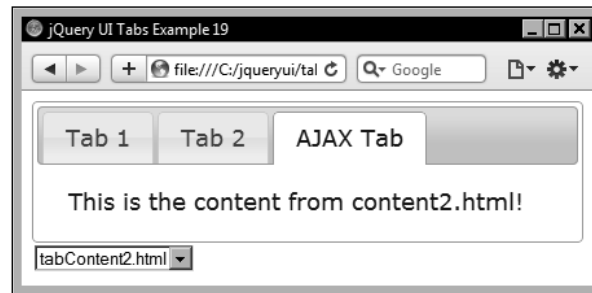 jQuery UI Tabs Example 19
file:///C:/jqueryui/tal Google
Tab 1 Tab 2 AJAX Tab
This is the content from content2.html!
tabContent2.html